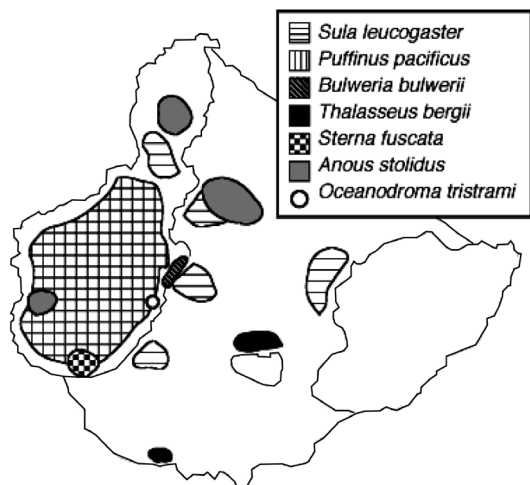 Sula leucogaster
Puffinus pacificus
Bulweria bulwerii
Thalasseus bergii
Sterna fuscata
Anous stolidus
Oceanodroma tristrami